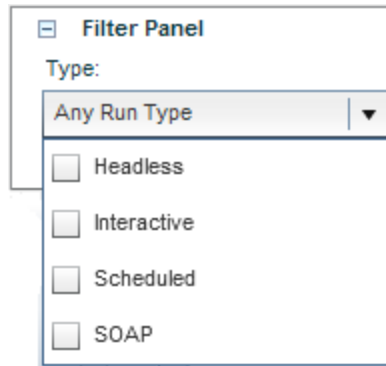 Filter Panel
Type:
Any Run Type
Headless
Interactive
Scheduled
SOAP